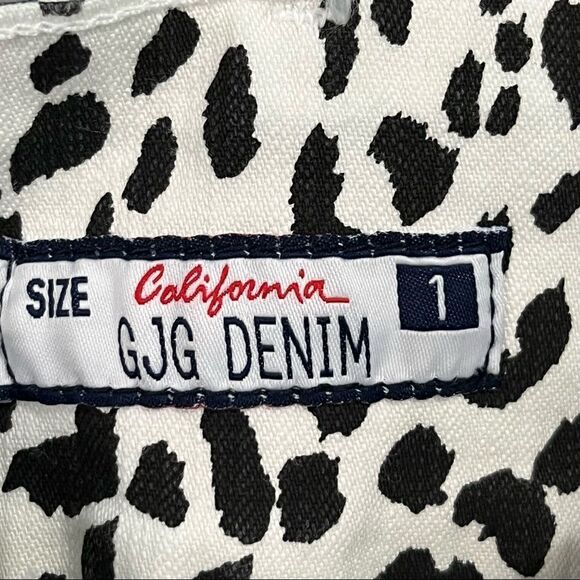 SIZE California 1
GJG DENIM